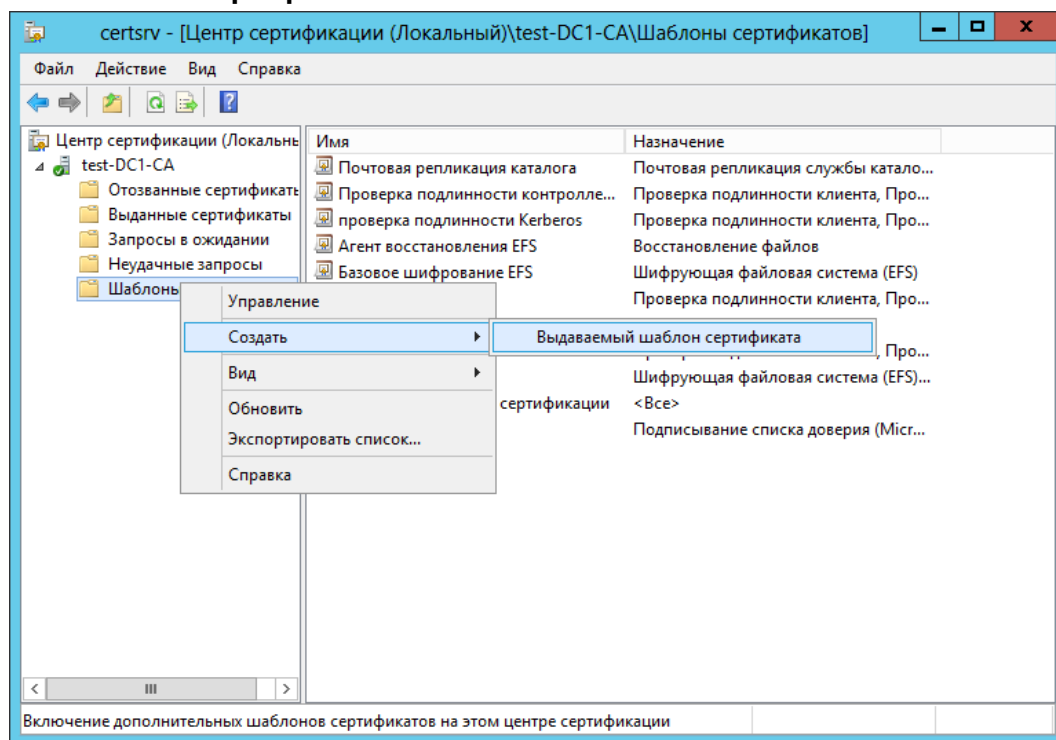 certsrv - [Центр сертификации (Локальный)\test-DC1-CA\Шаблоны сертификатов]
Файл Действие Вид Справка
Центр сертификации (Локальнь
test-DC1-CA
Отозванные сертификать
Выданные сертификаты
Запросы в ожидании
Неудачные запросы
Шаблоны
Имя Назначение
Почтовая репликация каталога Почтовая репликация службы катало...
Проверка подлинности контролле... Проверка подлинности клиента, Про...
проверка подлинности Kerberos Проверка подлинности клиента, Про...
Агент восстановления EFS Восстановление файлов
Базовое шифрование EFS Шифрующая файловая система (EFS)
Проверка подлинности клиента, Про...
, Про...
Шифрующая файловая система (EFS)...
сертификации <Все>
Подписывание списка доверия (Micr...
Управление
Создать
Вид
Обновить
Экспортировать список...
Справка
Выдаваемый шаблон сертификата
Включение дополнительных шаблонов сертификатов на этом центре сертификации